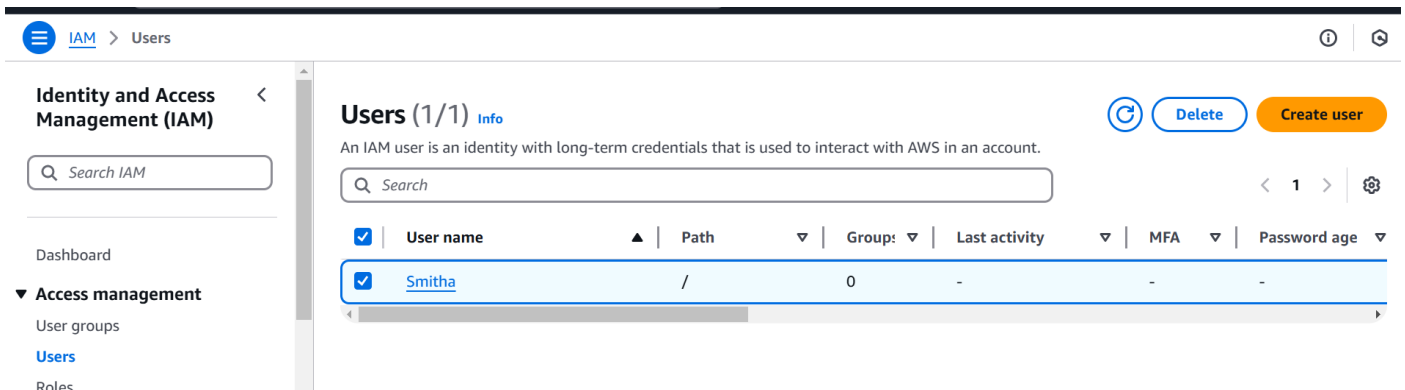 IAM > Users
Identity and Access
Management (IAM)
Search IAM
Dashboard
Access management
User groups
Users
Roles
Users (1/1) Info
Delete
Create user
An IAM user is an identity with long-term credentials that is used to interact with AWS in an account.
Search
1
User name Path Groups Last activity MFA Password age
Smitha / 0 - - -